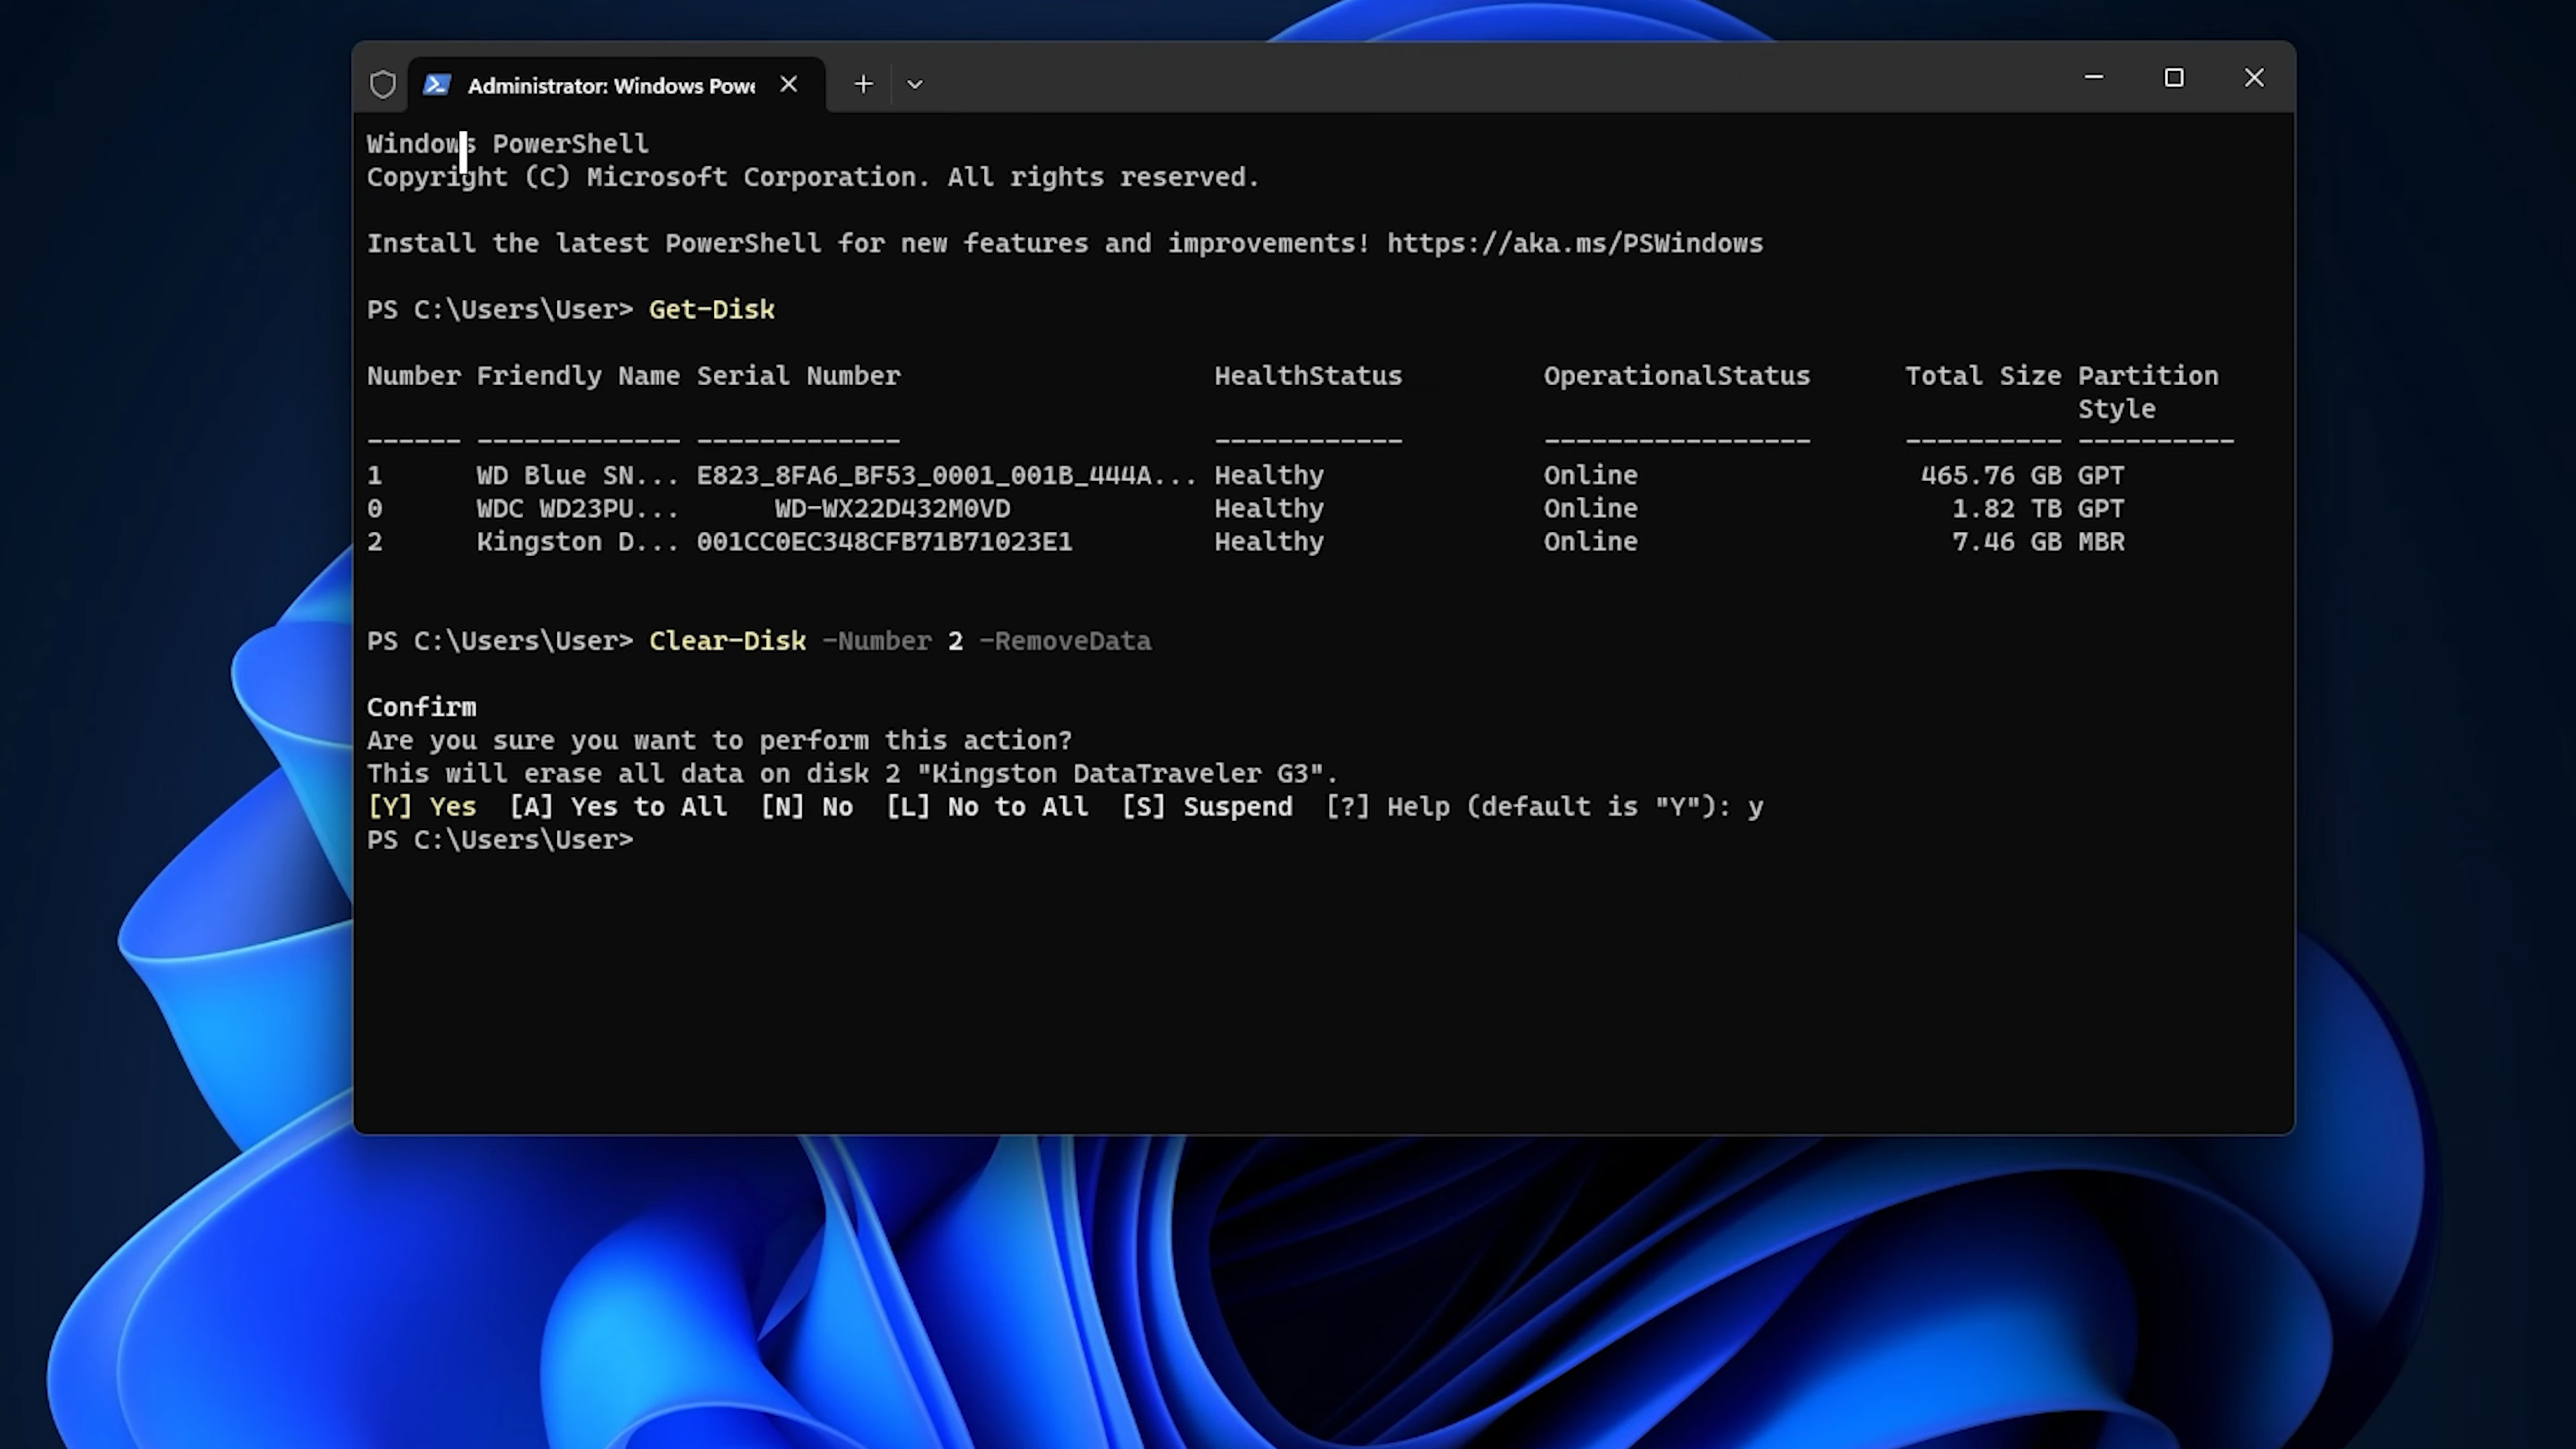 Administrator: Windows Powe
Windows PowerShell
Copyright (C) Microsoft Corporation. All rights reserved.
Install the latest PowerShell for new features and improvements! https://aka.ms/PSWindows
PS C:\Users\User> Get-Disk
Number Friendly Name Serial Number HealthStatus OperationalStatus Total Size Partition
Style
------ ------------- ------------- ------------ ----------------- ---------- ----------
1 WD Blue SN... E823_8FA6_BF53_0001_001B_444A... Healthy Online 465.76 GB GPT
0 WDC WD23PU... WD-WX22D432M0VD Healthy Online 1.82 TB GPT
2 Kingston D... 001CC0EC348CFB71B71023E1 Healthy Online 7.46 GB MBR
PS C:\Users\User> Clear-Disk -Number 2 -RemoveData
Confirm
Are you sure you want to perform this action?
This will erase all data on disk 2 "Kingston DataTraveler G3".
[Y] Yes [A] Yes to All [N] No [L] No to All [S] Suspend [?] Help (default is "Y"): y
PS C:\Users\User>